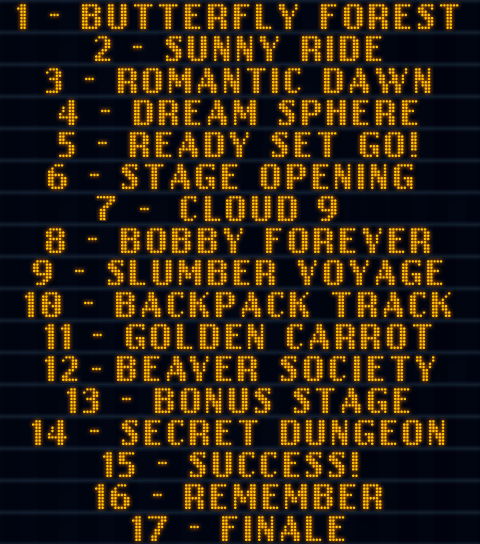 1 - BUTTERFLY FOREST
2 - SUNNY RIDE
3 - ROMANTIC DAWN
4 - DREAM SPHERE
5 - READY SET GO!
6 - STAGE OPENING
7 - CLOUD 9
8 - BOBBY FOREVER
9 - SLUMBER VOYAGE
10 - BACKPACK TRACK
11 - GOLDEN CARROT
12 - BEAVER SOCIETY
13 - BONUS STAGE
14 - SECRET DUNGEON
15 - SUCCESS!
16 - REMEMBER
17 - FINALE